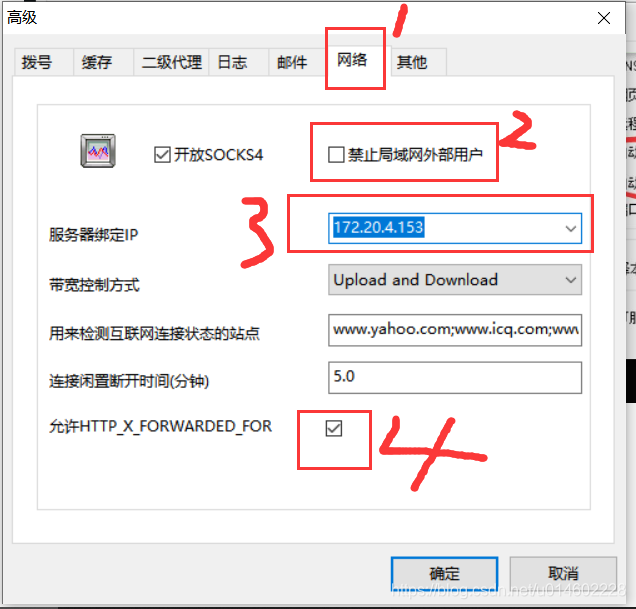 高级
1
拨号 缓存 二级代理 日志 邮件 网络 其他
2
开放SOCKS4 禁止局域网外部用户
3
服务器绑定IP 172.20.4.153
带宽控制方式 Upload and Download
用来检测互联网连接状态的站点 www.yahoo.com;www.icq.com;www
连接闲置断开时间(分钟) 5.0
允许HTTP_X_FORWARDED_FOR
4
确定 取消
https://blog.csdn.net/u014602228